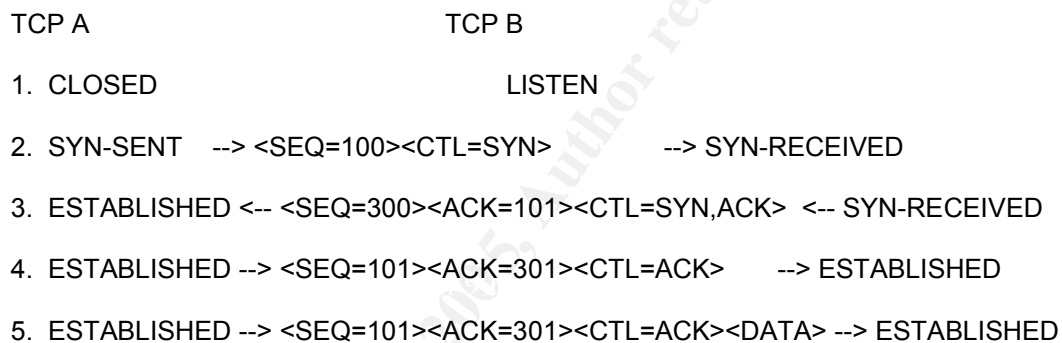 TCP A TCP B
1. CLOSED LISTEN
2. SYN-SENT --> <SEQ=100><CTL=SYN> --> SYN-RECEIVED
3. ESTABLISHED <-- <SEQ=300><ACK=101><CTL=SYN,ACK> <-- SYN-RECEIVED
4. ESTABLISHED --> <SEQ=101><ACK=301><CTL=ACK> --> ESTABLISHED
5. ESTABLISHED --> <SEQ=101><ACK=301><CTL=ACK><DATA> --> ESTABLISHED
, Author